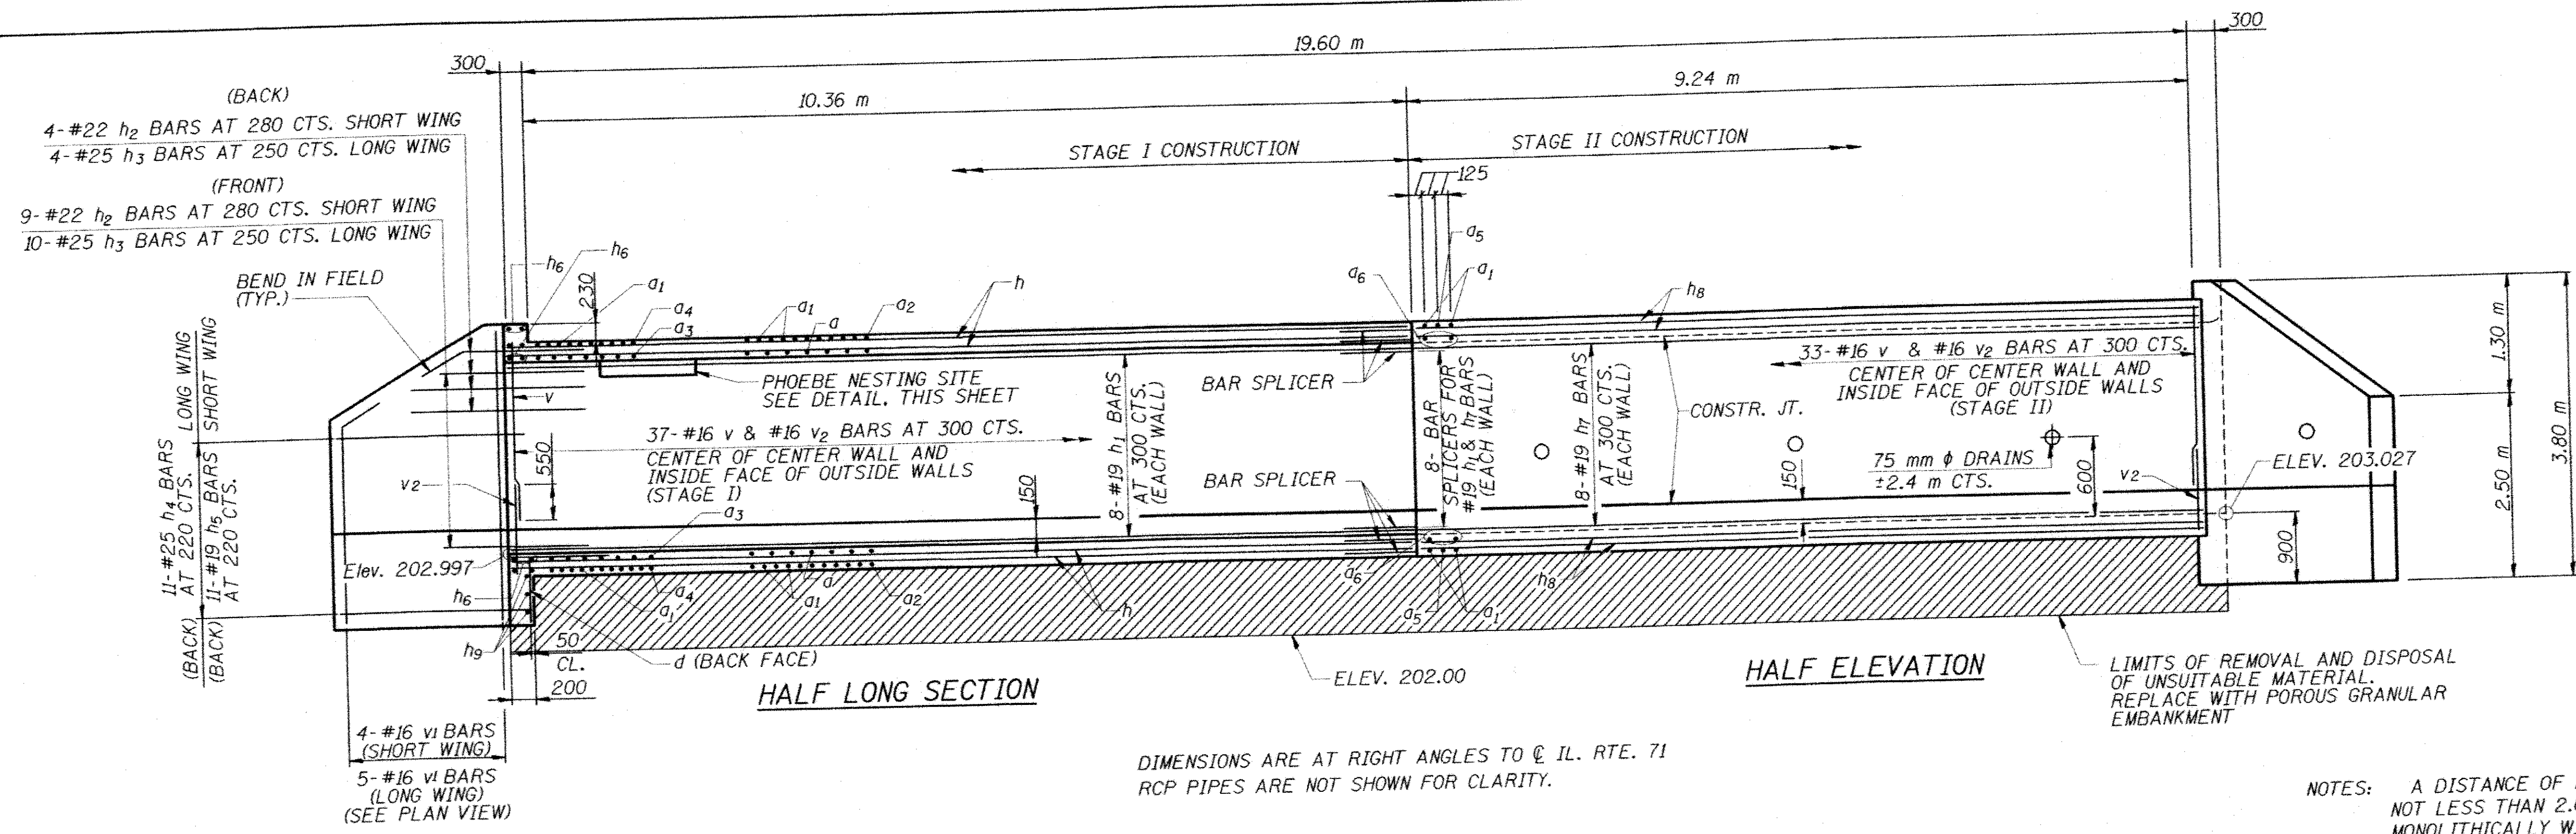 300
19.60 m
300
10.36 m
9.24 m
(BACK)
4-#22 h2 BARS AT 280 CTS. SHORT WING
4-#25 h3 BARS AT 250 CTS. LONG WING
(FRONT)
9-#22 h2 BARS AT 280 CTS. SHORT WING
10-#25 h3 BARS AT 250 CTS. LONG WING
BEND IN FIELD
(TYP.)
STAGE I CONSTRUCTION
STAGE II CONSTRUCTION
125
h6
h6
230
a1
a4
a3
a1
a
a2
h
a6
a5
a1
h8
PHOEBE NESTING SITE
SEE DETAIL, THIS SHEET
v
37-#16 v & #16 v2 BARS AT 300 CTS.
CENTER OF CENTER WALL AND
INSIDE FACE OF OUTSIDE WALLS
(STAGE I)
550
v2
150
8-#19 h1 BARS
AT 300 CTS.
(EACH WALL)
BAR SPLICER
BAR SPLICER
8- BAR
SPLICERS FOR
#19 h1 & h7 BARS
(EACH WALL)
8-#19 h7 BARS
AT 300 CTS.
(EACH WALL)
CONSTR. JT.
33-#16 v & #16 v2 BARS AT 300 CTS.
CENTER OF CENTER WALL AND
INSIDE FACE OF OUTSIDE WALLS
(STAGE II)
75 mm ϕ DRAINS
±2.4 m CTS.
150
600
v2
ELEV. 203.027
900
1.30 m
2.50 m
3.80 m
11-#25 h4 BARS LONG WING
AT 220 CTS.
(BACK)
11-#19 h5 BARS SHORT WING
AT 220 CTS.
(BACK)
Elev. 202.997
a3
h6
a1
a4
a1
a
a2
h
a6
a5
a1
h8
h9
50
CL.
200
d (BACK FACE)
ELEV. 202.00
HALF LONG SECTION
HALF ELEVATION
LIMITS OF REMOVAL AND DISPOSAL
OF UNSUITABLE MATERIAL.
REPLACE WITH POROUS GRANULAR
EMBANKMENT
4-#16 v1 BARS
(SHORT WING)
5-#16 v1 BARS
(LONG WING)
(SEE PLAN VIEW)
DIMENSIONS ARE AT RIGHT ANGLES TO ℄ IL. RTE. 71
RCP PIPES ARE NOT SHOWN FOR CLARITY.
NOTES: A DISTANCE OF
NOT LESS THAN
MONOLITHICALLY